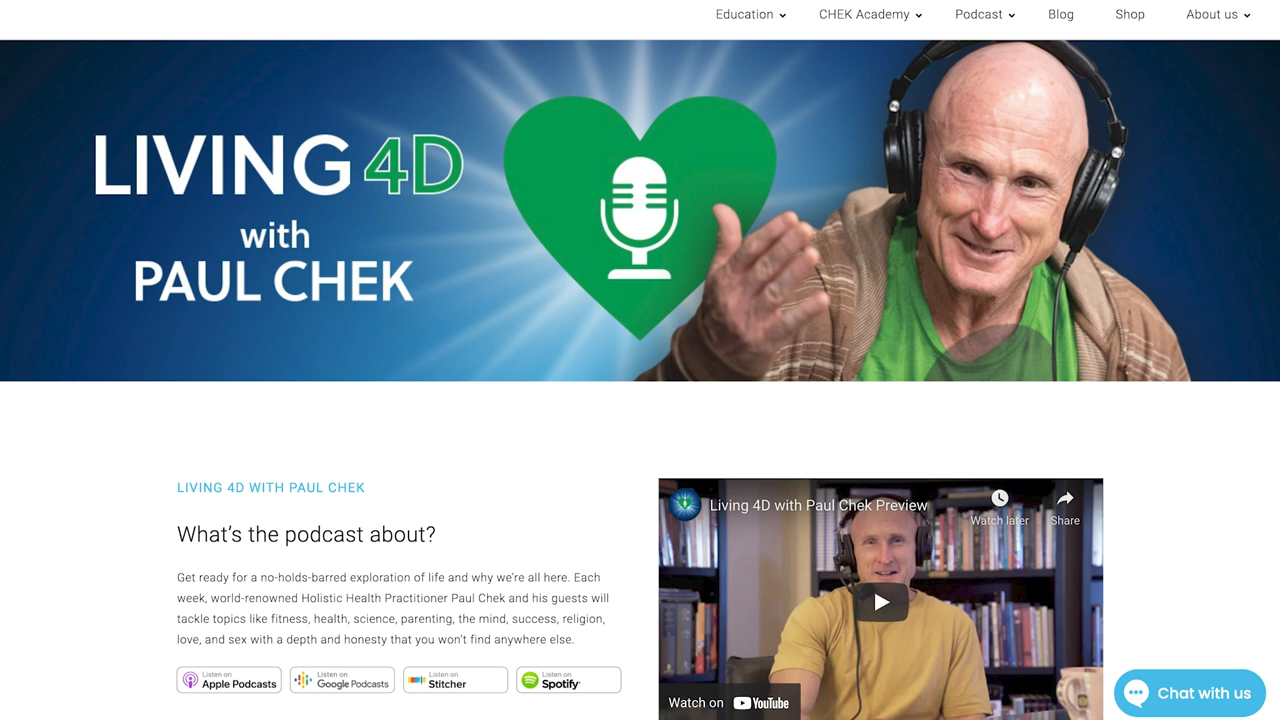 Education
CHEK Academy
Podcast
Blog
Shop
About us
LIVING 4D
with
PAUL CHEK
LIVING 4D WITH PAUL CHEK
What’s the podcast about?
Get ready for a no-holds-barred exploration of life and why we’re all here. Each
week, world-renowned Holistic Health Practitioner Paul Chek and his guests will
tackle topics like fitness, health, science, parenting, the mind, success, religion,
love, and sex with a depth and honesty that you won’t find anywhere else.
Listen on
Apple Podcasts
Listen on
Google Podcasts
Listen on
Stitcher
Listen on
Spotify
Living 4D with Paul Chek Preview
Watch later
Share
Watch on YouTube
Chat with us